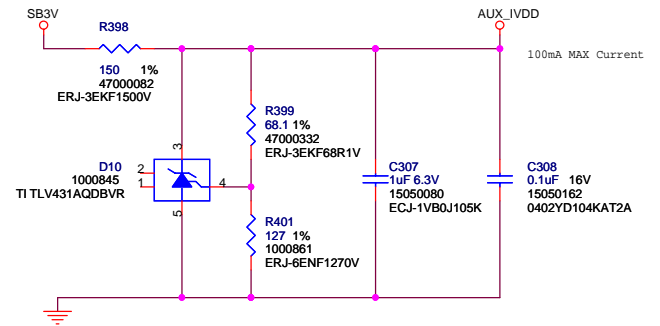 SB3V
AUX_IVDD
R398
100mA MAX Current
150 1%
47000082
ERJ-3EKF1500V
R399
68.1 1%
47000332
ERJ-3EKF68R1V
3
D10
1000845
TI TLV431AQDBVR
2
1
4
5
C307
1uF 6.3V
15050080
ECJ-1VB0J105K
C308
0.1uF 16V
15050162
0402YD104KAT2A
R401
127 1%
1000861
ERJ-6ENF1270V